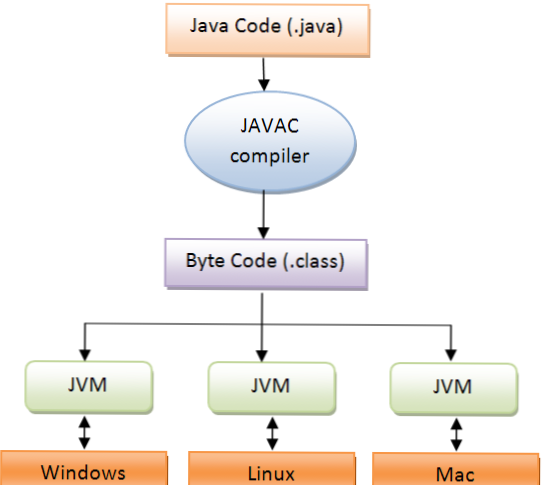 Java Code (.java)
JAVAC
compiler
Byte Code (.class)
JVM
JVM
JVM
Windows
Linux
Mac